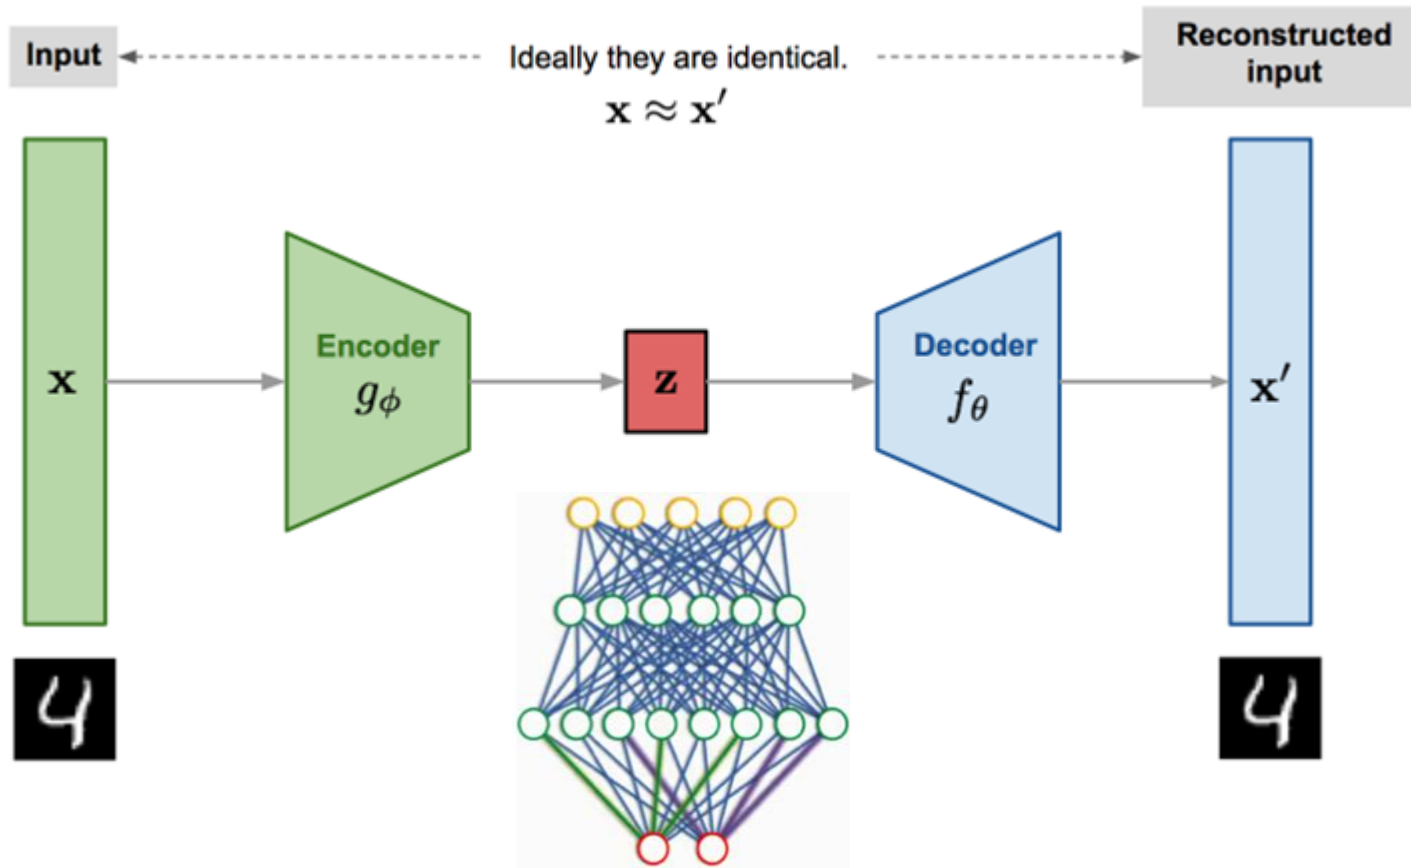 Input
Ideally they are identical.
x ≈ x′
Reconstructed
input
x
Encoder
gϕ
z
Decoder
fθ
x′
4
4